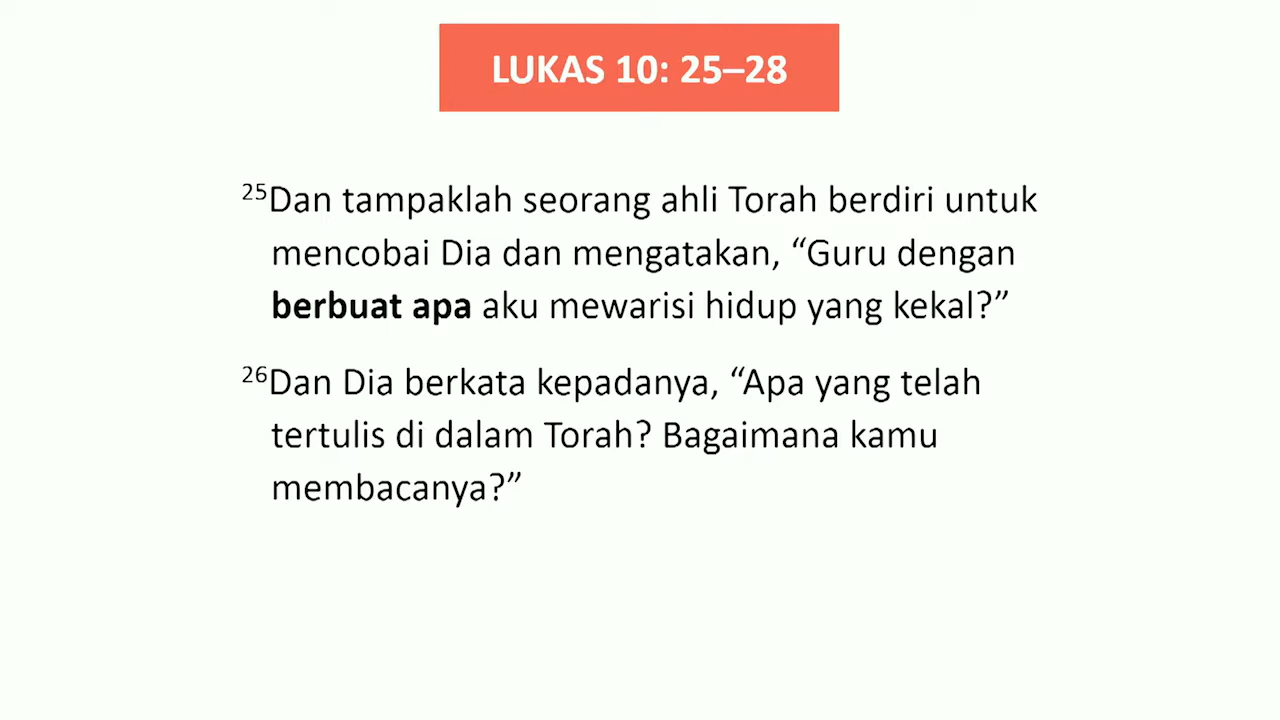 LUKAS 10: 25–28
25Dan tampaklah seorang ahli Torah berdiri untuk
mencobai Dia dan mengatakan, “Guru dengan
berbuat apa aku mewarisi hidup yang kekal?”
26Dan Dia berkata kepadanya, “Apa yang telah
tertulis di dalam Torah? Bagaimana kamu
membacanya?”